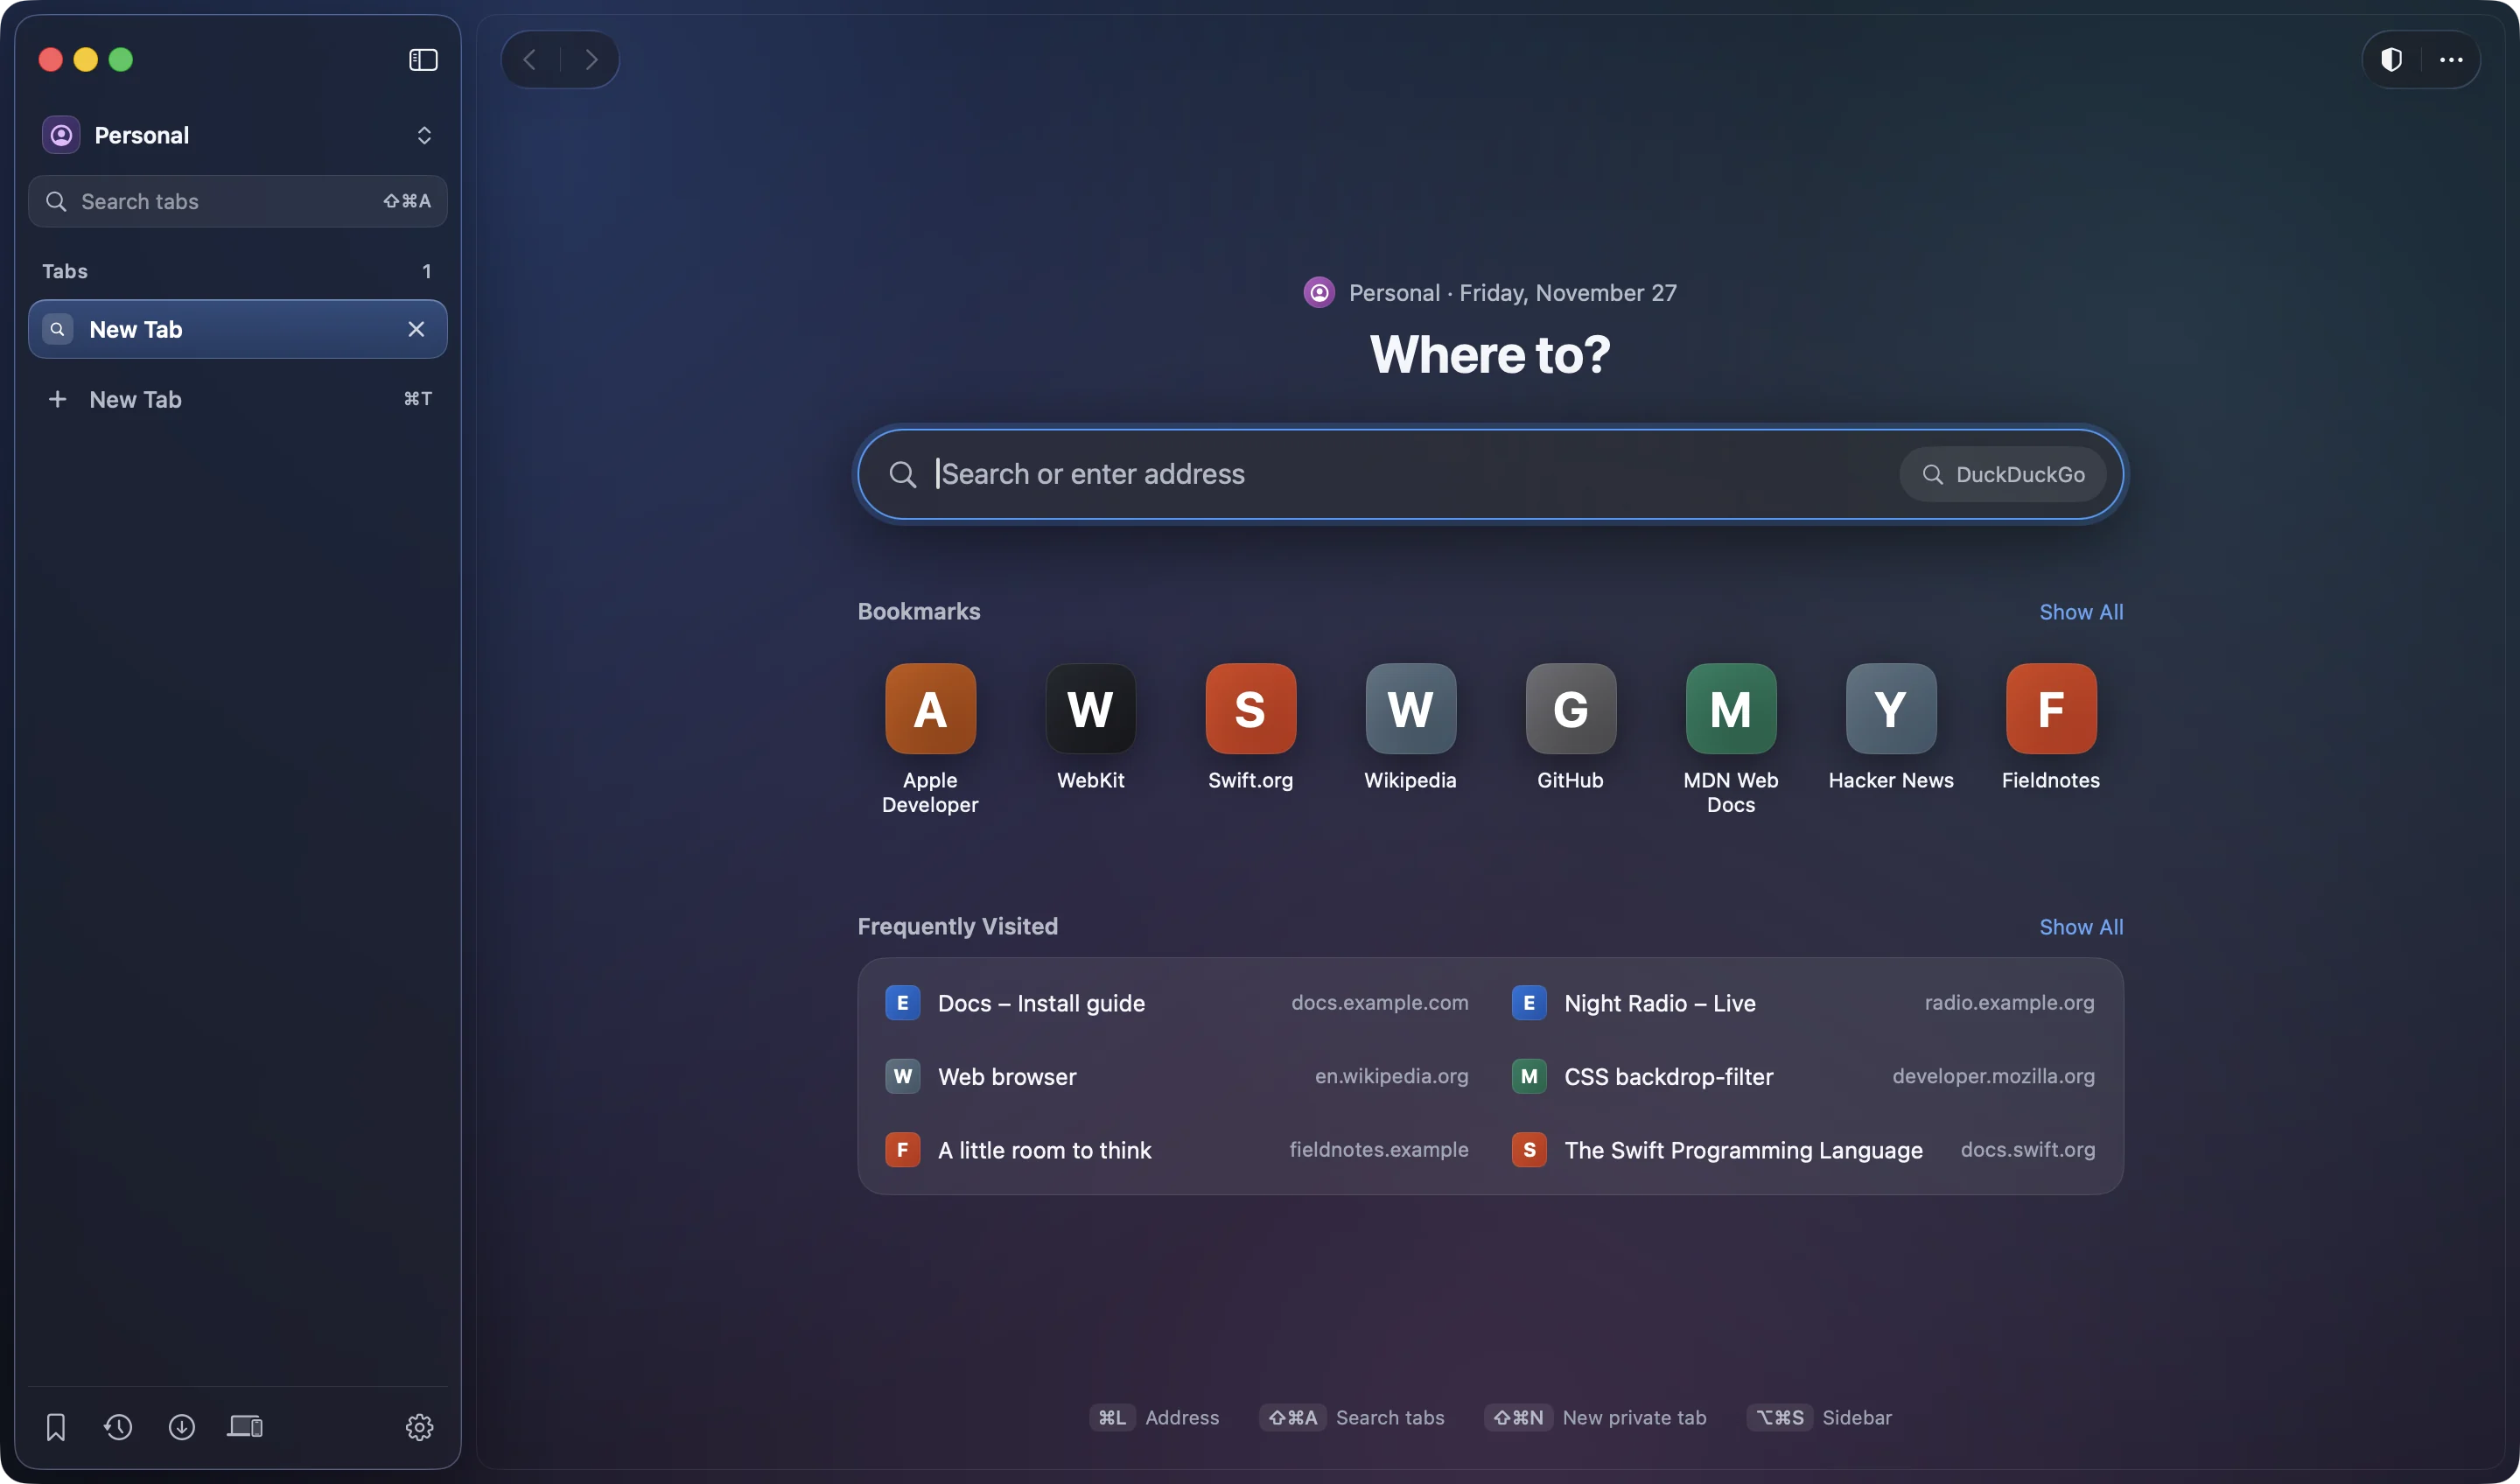 Personal
Search tabs ⇧⌘A
Tabs 1
New Tab
New Tab ⌘T
Personal · Friday, November 27
Where to?
Search or enter address
DuckDuckGo
Bookmarks
Show All
A
W
S
W
G
M
Y
F
Apple
Developer
WebKit
Swift.org
Wikipedia
GitHub
MDN Web
Docs
Hacker News
Fieldnotes
Frequently Visited
Show All
E Docs – Install guide docs.example.com
E Night Radio – Live radio.example.org
W Web browser en.wikipedia.org
M CSS backdrop-filter developer.mozilla.org
F A little room to think fieldnotes.example
S The Swift Programming Language docs.swift.org
⌘L Address ⇧⌘A Search tabs ⇧⌘N New private tab ⌥⌘S Sidebar